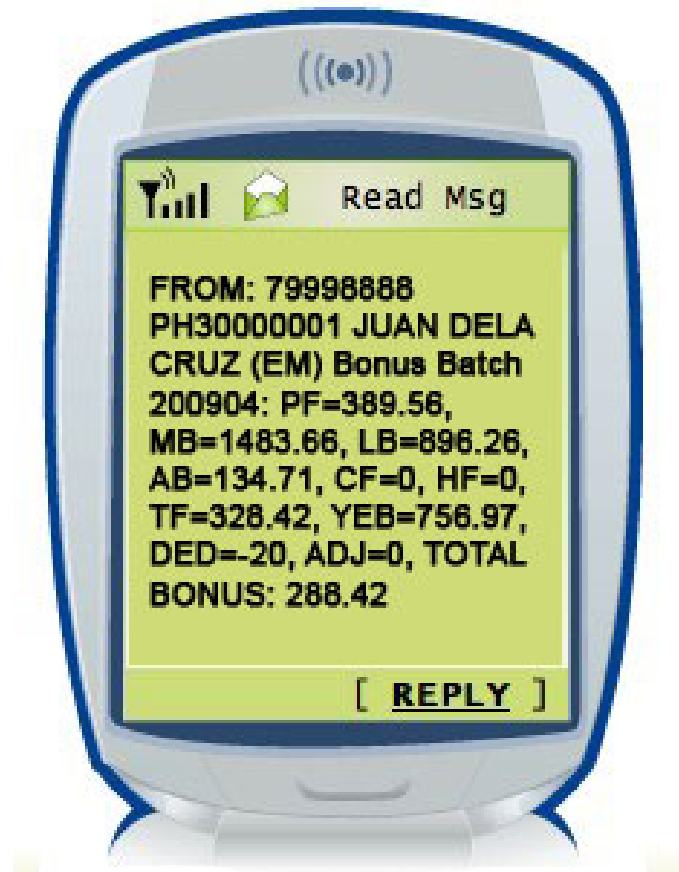 Read Msg
FROM: 79998888
PH30000001 JUAN DELA
CRUZ (EM) Bonus Batch
200904: PF=389.56,
MB=1483.66, LB=896.26,
AB=134.71, CF=0, HF=0,
TF=328.42, YEB=756.97,
DED=-20, ADJ=0, TOTAL
BONUS: 288.42
[ REPLY ]